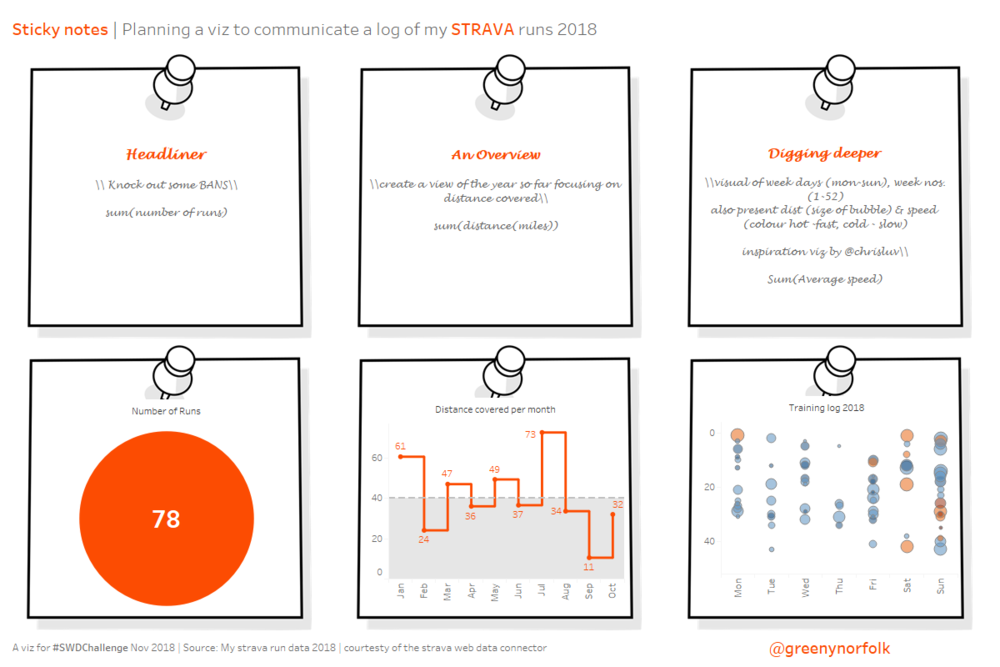 Sticky notes | Planning a viz to communicate a log of my STRAVA runs 2018
Headliner
\\ Knock out some BANS\\
sum(number of runs)
An Overview
\\create a view of the year so far focusing on
distance covered\\
sum(distance(miles))
Digging deeper
\\visual of week days (mon-sun), week nos.
(1-52)
also present dist (size of bubble) & speed
(colour hot -fast, cold - slow)
inspiration viz by @chrisluv\\
Sum(Average speed)
Number of Runs
78
Distance covered per month
60
40
20
0
61
24
47
36
49
37
73
34
11
32
Jan
Feb
Mar
Apr
May
Jun
Jul
Aug
Sep
Oct
Training log 2018
0
20
40
Mon
Tue
Wed
Thu
Fri
Sat
Sun
A viz for #SWDChallenge Nov 2018 | Source: My strava run data 2018 | courtesty of the strava web data connector
@greenynorfolk